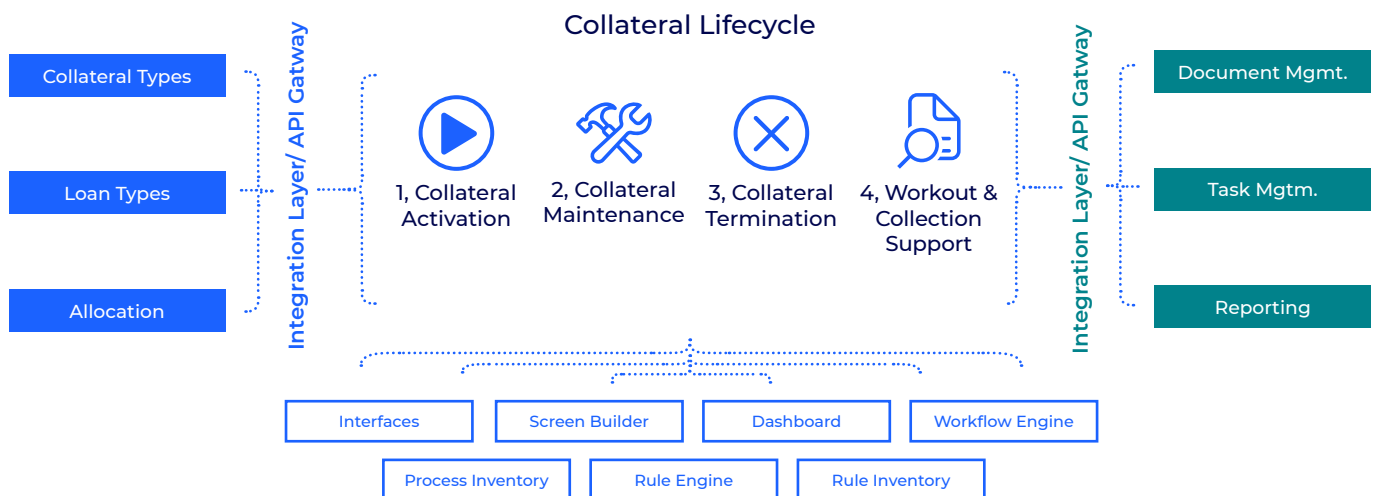 Collateral Lifecycle
Collateral Types
Loan Types
Allocation
Integration Layer/ API Gatway
1, Collateral
Activation
2, Collateral
Maintenance
3, Collateral
Termination
4, Workout &
Collection
Support
Integration Layer/ API Gatway
Document Mgmt.
Task Mgtm.
Reporting
Interfaces
Screen Builder
Dashboard
Workflow Engine
Process Inventory
Rule Engine
Rule Inventory